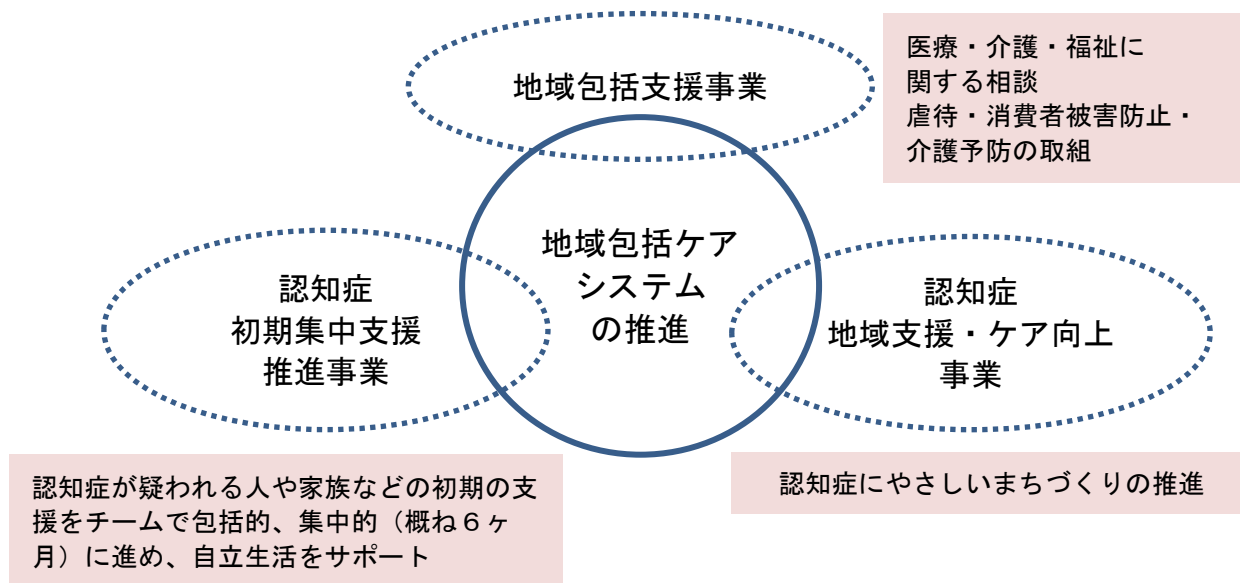 地域包括支援事業
医療・介護・福祉に
関する相談
虐待・消費者被害防止・
介護予防の取組
地域包括ケア
システム
の推進
認知症
初期集中支援
推進事業
認知症
地域支援・ケア向上
事業
認知症が疑われる人や家族などの初期の支
援をチームで包括的、集中的（概ね６ヶ
月）に進め、自立生活をサポート
認知症にやさしいまちづくりの推進